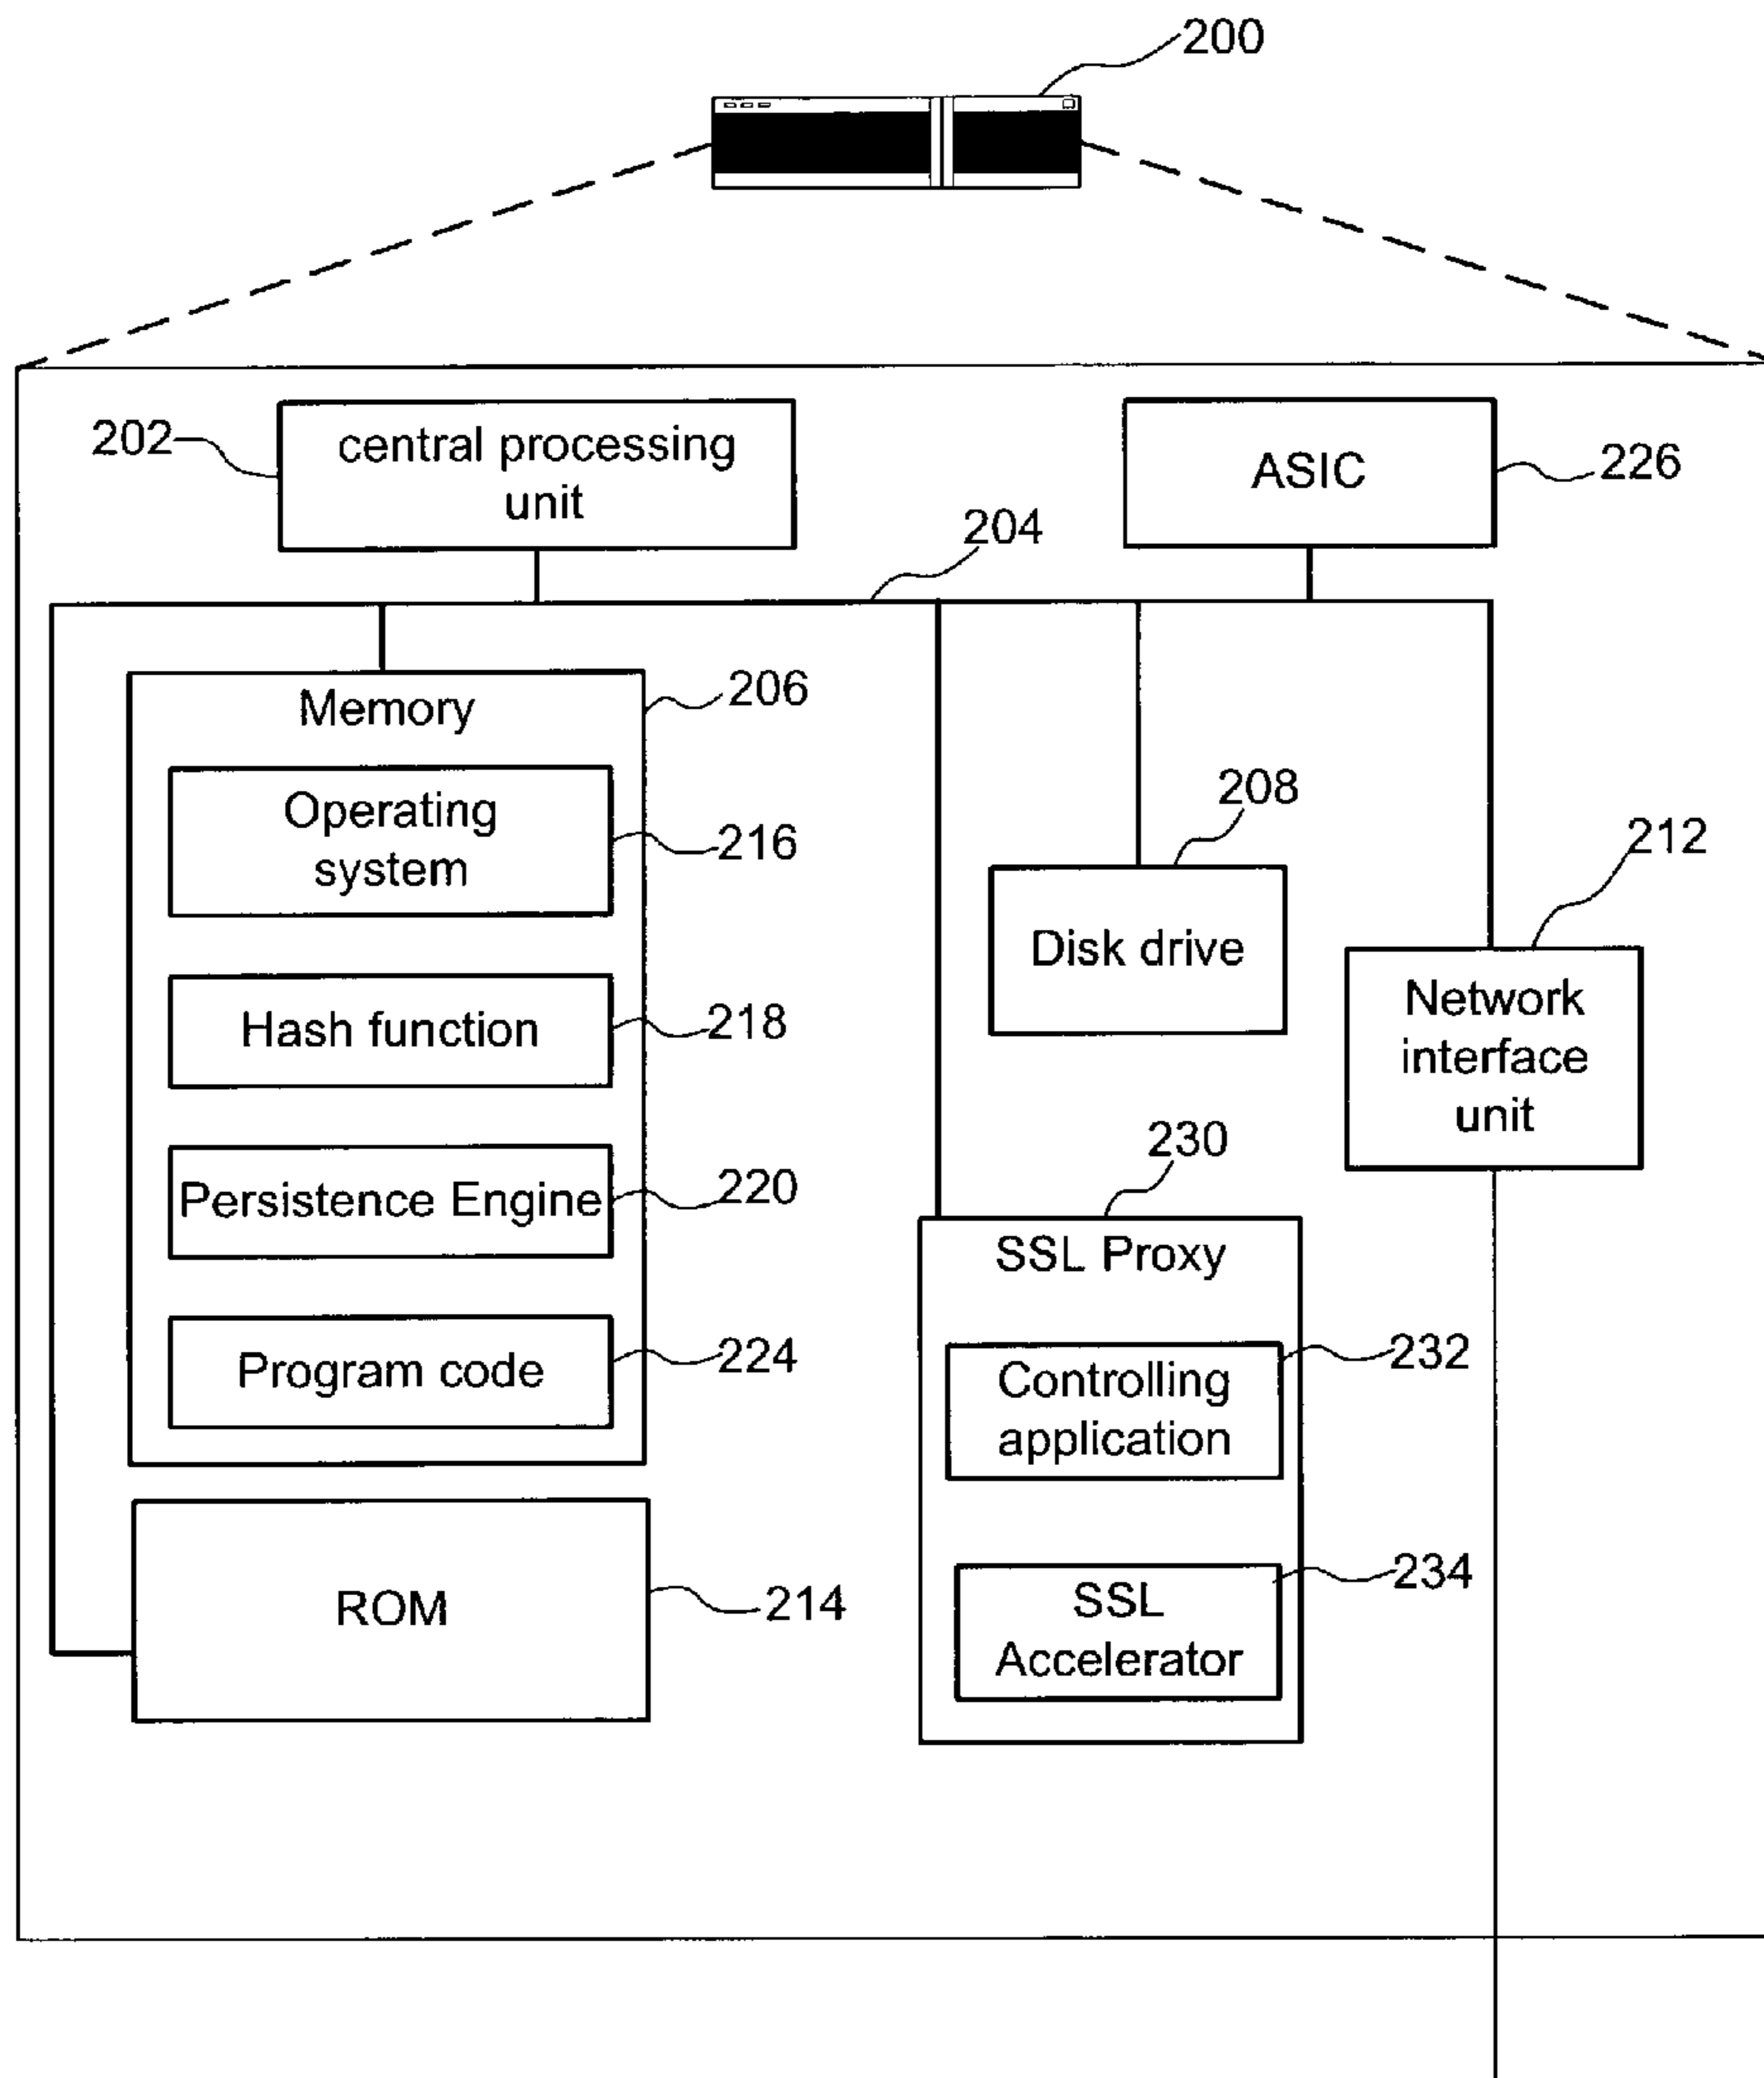 200
202
central processing
unit
ASIC
226
204
Memory
206
Operating
system
216
208
212
Disk drive
Hash function
218
Network
interface
unit
Persistence Engine
220
230
SSL Proxy
Program code
224
Controlling
application
232
ROM
214
SSL
Accelerator
234